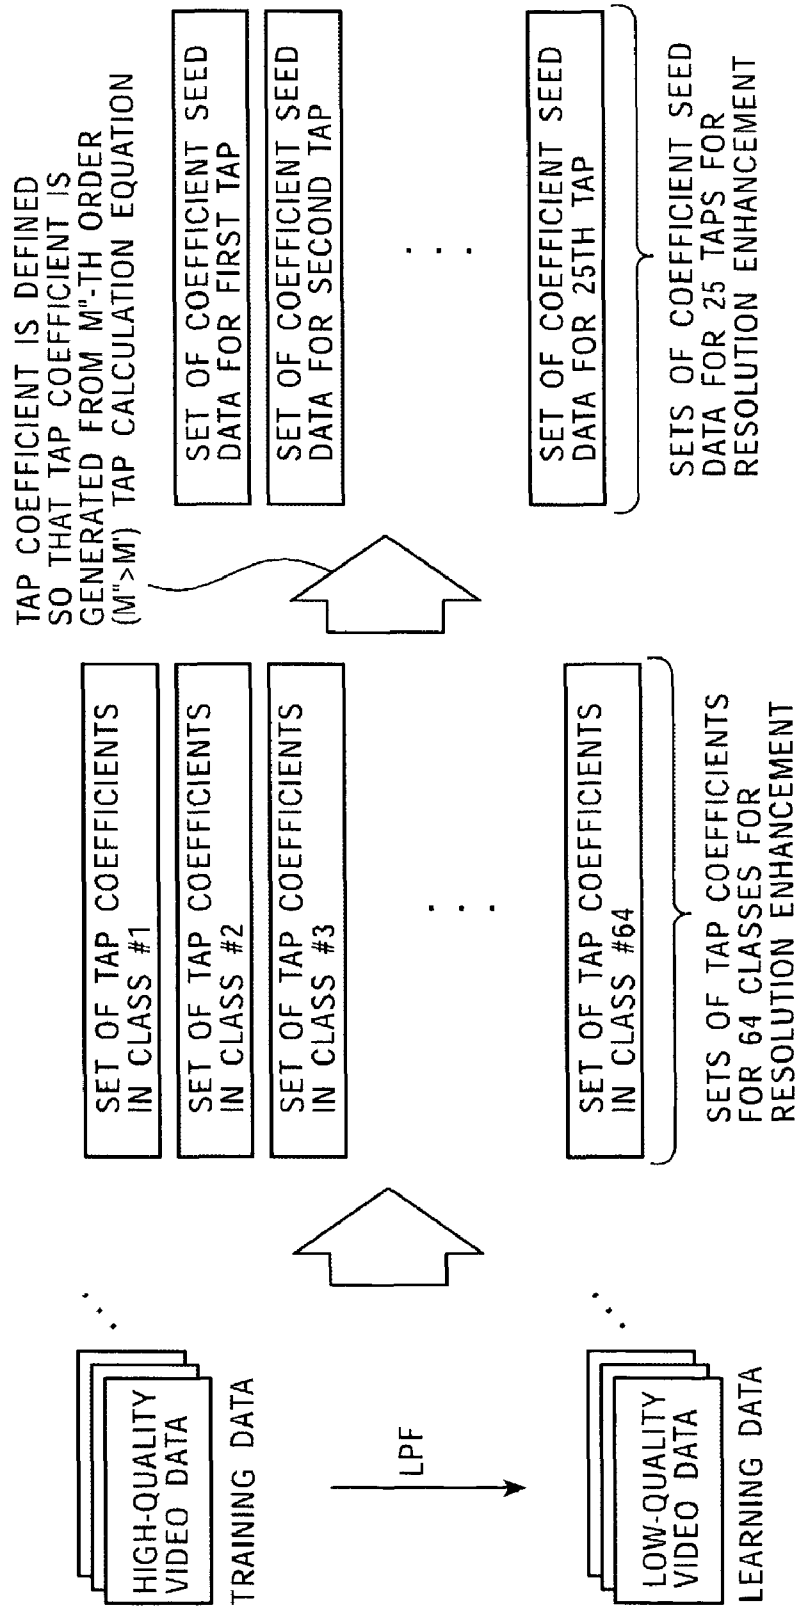 HIGH-QUALITY
VIDEO DATA
TRAINING DATA
LPF
LOW-QUALITY
VIDEO DATA
LEARNING DATA
SET OF TAP COEFFICIENTS
IN CLASS #1
SET OF TAP COEFFICIENTS
IN CLASS #2
SET OF TAP COEFFICIENTS
IN CLASS #3
. . .
SET OF TAP COEFFICIENTS
IN CLASS #64
SETS OF TAP COEFFICIENTS
FOR 64 CLASSES FOR
RESOLUTION ENHANCEMENT
TAP COEFFICIENT IS DEFINED
SO THAT TAP COEFFICIENT IS
GENERATED FROM M"-TH ORDER
(M">M') TAP CALCULATION EQUATION
SET OF COEFFICIENT SEED
DATA FOR FIRST TAP
SET OF COEFFICIENT SEED
DATA FOR SECOND TAP
. . .
SET OF COEFFICIENT SEED
DATA FOR 25TH TAP
SETS OF COEFFICIENT SEED
DATA FOR 25 TAPS FOR
RESOLUTION ENHANCEMENT